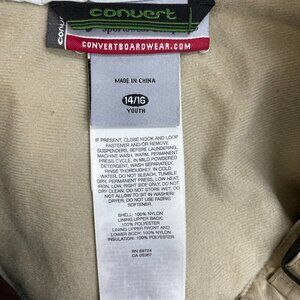 convert
CONVERTBOARDWEAR.COM
MADE IN CHINA
14/16
YOUTH
IF PRESENT, CLOSE HOOK AND LOOP
FASTENER AND/OR REMOVE
SUSPENDERS, BEFORE LAUNDERING,
MACHINE WASH, WARM, PERMANENT
PRESS CYCLE, IN MILD POWDERED
DETERGENT, WASH SEPARATELY.
RINSE THOROUGHLY, IN COLD
WATER. DO NOT BLEACH, TUMBLE
DRY, PERMANENT PRESS, LOW HEAT,
IRON, LOW, RIGHT SIDE ONLY. DO NOT
DRY CLEAN. DO NOT STORE WET, DO
NOT ALLOW TO SIT IN WASHER/
DRYER, DO NOT USE FABRIC
SOFTENER.
SHELL: 100% NYLON
LINING UPPER BACK:
100% POLYESTER
LINING UPPER FRONT AND
LOWER BODY: 100% NYLON
INSULATION: 100% POLYESTER
RN 89724
CA 05367